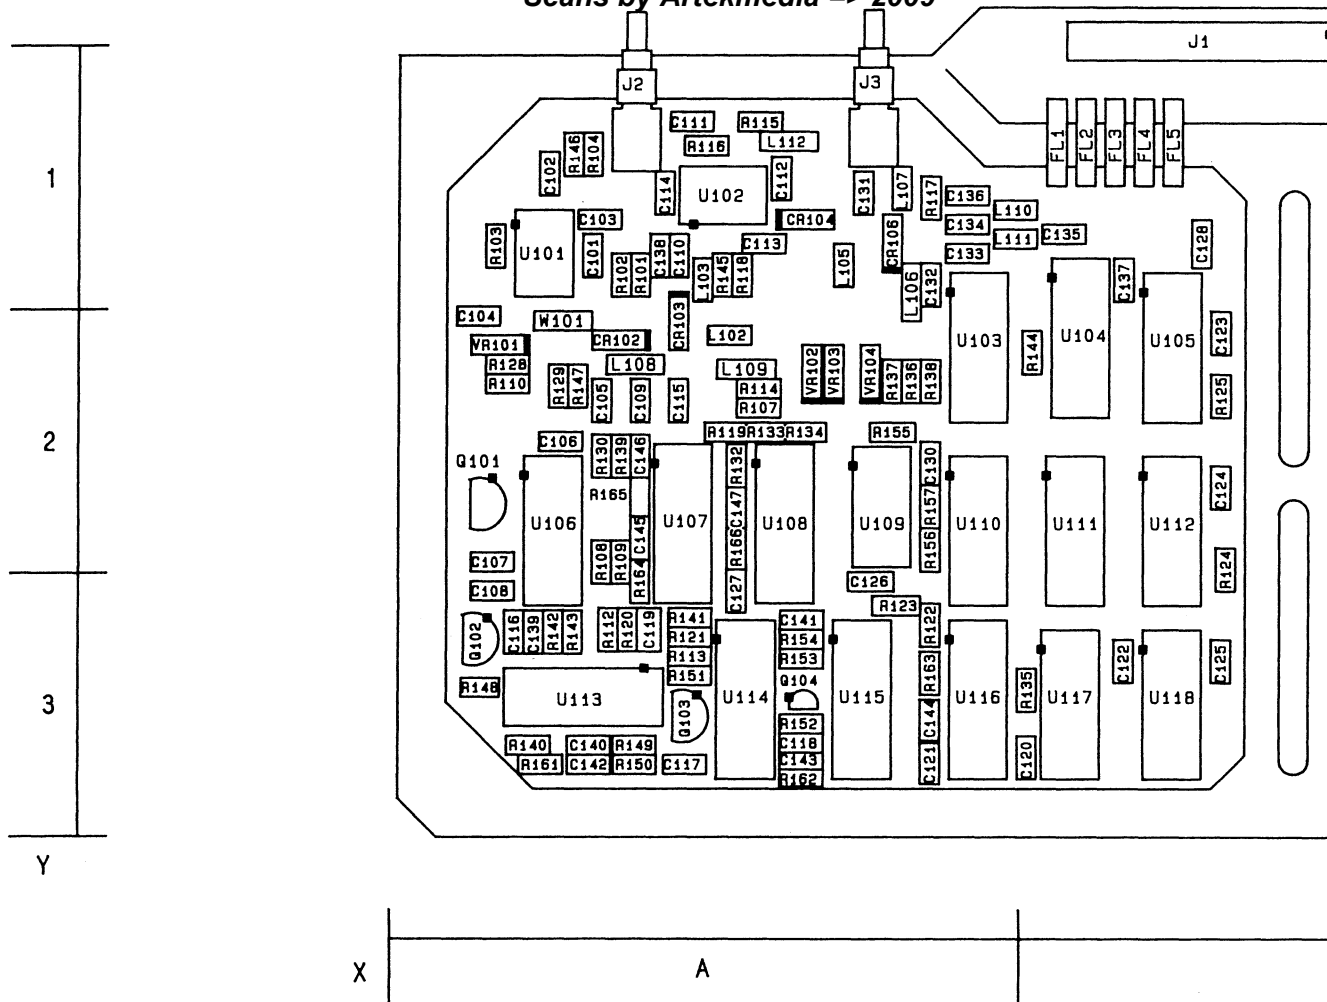 Scans by Artekmedia => 2009
J1
J2
J3
FL1
FL2
FL3
FL4
FL5
1
C111
R115
R116
L112
R146
R104
C102
C114
U102
C112
C131
L107
R117
C136
L110
C134
L111
C135
C133
C128
CR104
C103
R103
U101
C101
R102
R101
C138
C110
L103
R145
R118
C113
L105
CR106
L106
C132
C137
C104
W101
CR103
L102
CR102
VR101
R128
R110
L108
L109
R129
R147
C105
C109
C115
R114
R107
VR102
VR103
VR104
R137
R136
R138
U103
R144
U104
U105
C123
R125
2
R119
R133
R134
R155
C106
R130
R139
C146
R132
C130
Q101
R165
C147
R157
C124
U106
U107
U108
U109
U110
U111
U112
C145
R166
R156
C107
R108
R109
R164
C127
C126
R124
C108
R123
C116
C139
R142
R143
R112
R120
C119
R141
C141
R122
Q102
R121
R154
R113
R153
R151
Q104
R163
C122
C125
R148
3
U113
Q103
U114
U115
U116
R135
U117
U118
R152
C144
R140
C140
R149
C118
R161
C142
R150
C117
C143
C121
C120
R162
Y
X
A